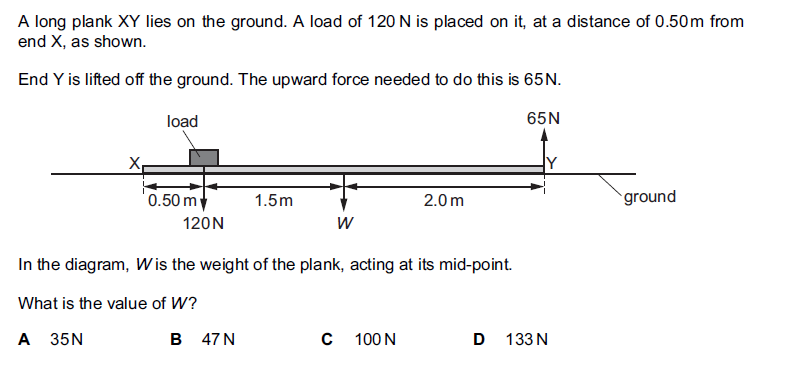 A long plank XY lies on the ground. A load of 120 N is placed on it, at a distance of 0.50 m from
end X, as shown.
End Y is lifted off the ground. The upward force needed to do this is 65 N.
load
65 N
X
Y
0.50 m
1.5 m
2.0 m
ground
120 N
W
In the diagram, W is the weight of the plank, acting at its mid-point.
What is the value of W?
A 35 N B 47 N C 100 N D 133 N